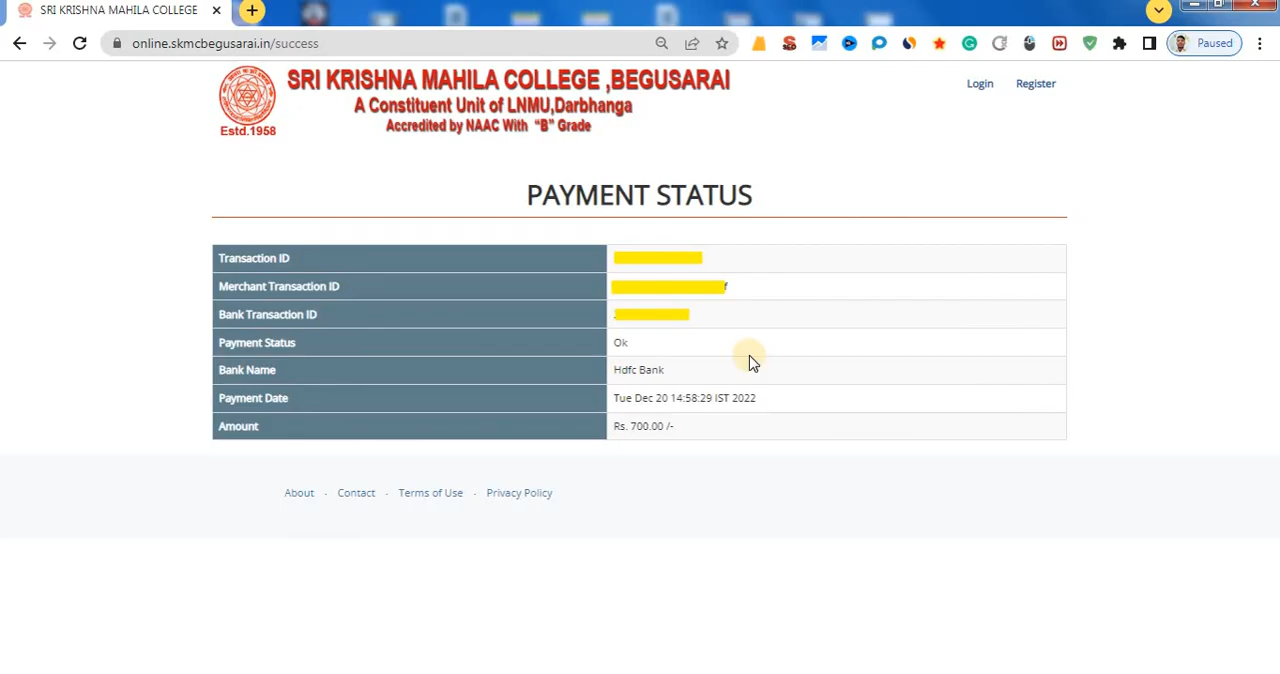 SRI KRISHNA MAHILA COLLEGE
online.skmcbegusarai.in/success
Paused
SRI KRISHNA MAHILA COLLEGE ,BEGUSARAI
A Constituent Unit of LNMU,Darbhanga
Accredited by NAAC With “B” Grade
Estd.1958
Login Register
PAYMENT STATUS
Transaction ID
Merchant Transaction ID f
Bank Transaction ID
Payment Status Ok
Bank Name Hdfc Bank
Payment Date Tue Dec 20 14:58:29 IST 2022
Amount Rs. 700.00 /-
About · Contact · Terms of Use · Privacy Policy